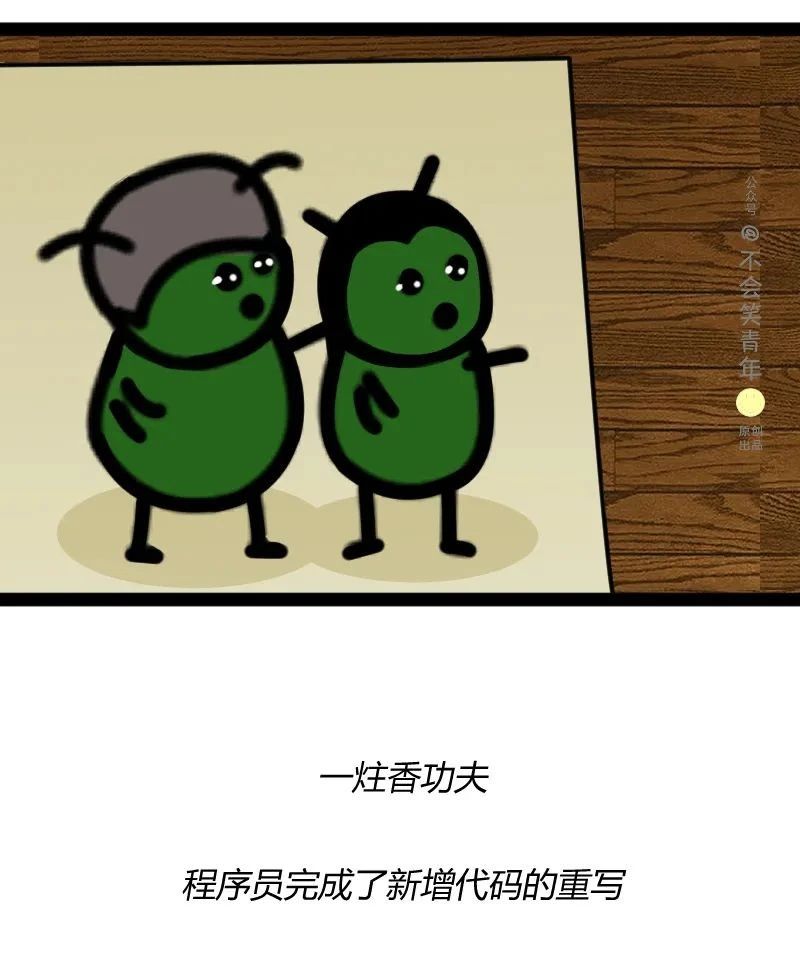 公众号
不会笑青年
原创
出品
一炷香功夫
程序员完成了新增代码的重写